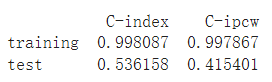 C-index C-ipcw
training 0.998087 0.997867
test 0.536158 0.415401